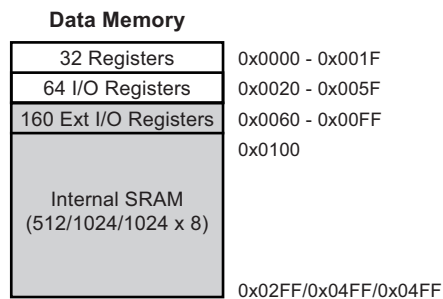 Data Memory
32 Registers 0x0000 - 0x001F
64 I/O Registers 0x0020 - 0x005F
160 Ext I/O Registers 0x0060 - 0x00FF
0x0100
Internal SRAM
(512/1024/1024 x 8)
0x02FF/0x04FF/0x04FF